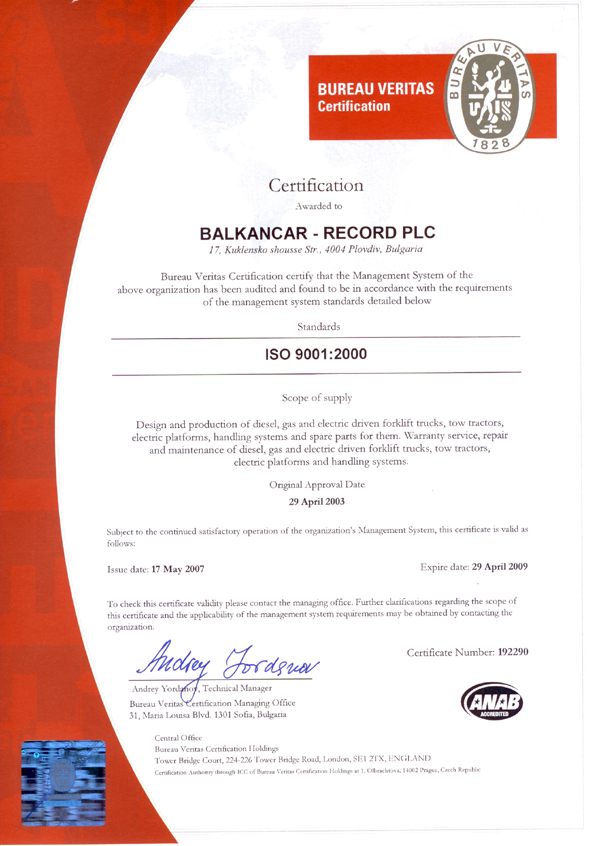 BUREAU VERITAS
Certification
BUREAU VERITAS
1828
Certification
Awarded to
BALKANCAR - RECORD PLC
17, Kuklensko shousse Str., 4004 Plovdiv, Bulgaria
Bureau Veritas Certification certify that the Management System of the
above organization has been audited and found to be in accordance with the requirements
of the management system standards detailed below
Standards
ISO 9001:2000
Scope of supply
Design and production of diesel, gas and electric driven forklift trucks, tow tractors,
electric platforms, handling systems and spare parts for them. Warranty service, repair
and maintenance of diesel, gas and electric driven forklift trucks, tow tractors,
electric platforms and handling systems.
Original Approval Date
29 April 2003
Subject to the continued satisfactory operation of the organization's Management System, this certificate is valid as
follows:
Issue date: 17 May 2007
Expire date: 29 April 2009
To check this certificate validity please contact the managing office. Further clarifications regarding the scope of
this certificate and the applicability of the management system requirements may be obtained by contacting the
organization.
Andrey Yordanov
Certificate Number: 192290
Andrey Yordanov, Technical Manager
Bureau Veritas Certification Managing Office
31, Maria Louisa Blvd. 1301 Sofia, Bulgaria
ANAB
ACCREDITED
Central Office
Bureau Veritas Certification Holdings
Tower Bridge Court, 224-226 Tower Bridge Road, London, SE1 2TX, ENGLAND
Certification Authority through ICC of Bureau Veritas Certification Holdings at 1, Olbrachtova, 14002 Prague, Czech Republic